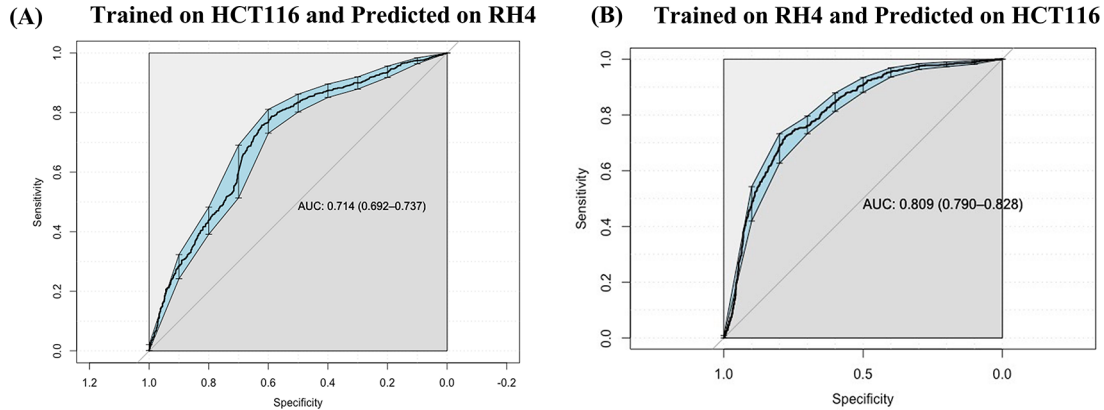 (A) Trained on HCT116 and Predicted on RH4
1.0
0.8
0.6
0.4
0.2
0.0
Sensitivity
AUC: 0.714 (0.692–0.737)
1.2 1.0 0.8 0.6 0.4 0.2 0.0 -0.2
Specificity
(B) Trained on RH4 and Predicted on HCT116
1.0
0.8
0.6
0.4
0.2
0.0
Sensitivity
AUC: 0.809 (0.790–0.828)
1.0 0.5 0.0
Specificity